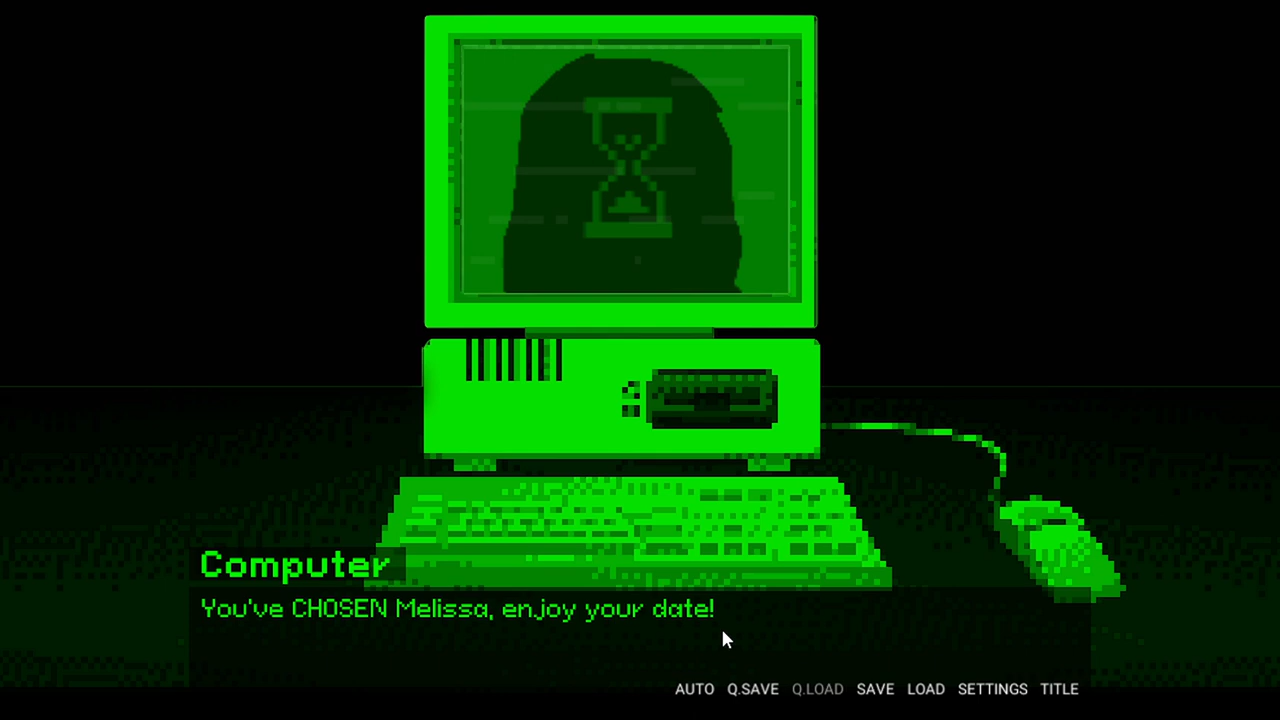 Computer
You've CHOSEN Melissa, enjoy your date!
AUTO Q.SAVE Q.LOAD SAVE LOAD SETTINGS TITLE